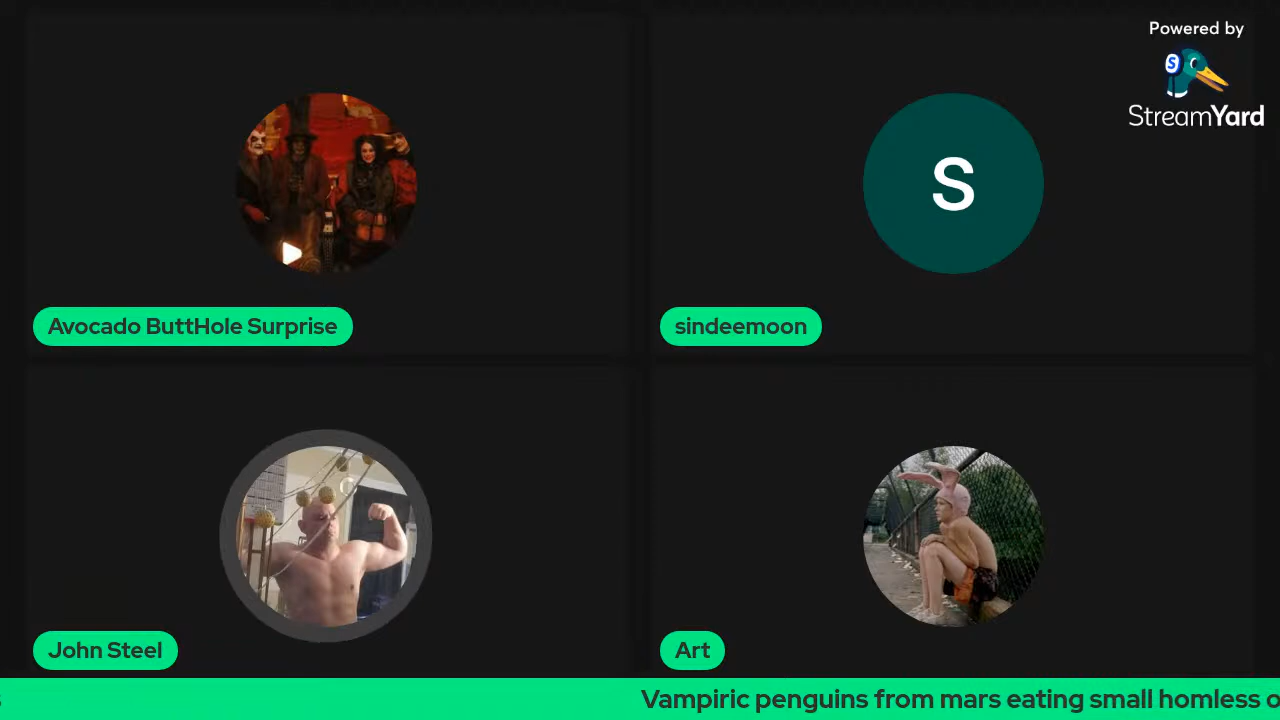 Powered by
StreamYard
S
Avocado ButtHole Surprise
sindeemoon
John Steel
Art
Vampiric penguins from mars eating small homless